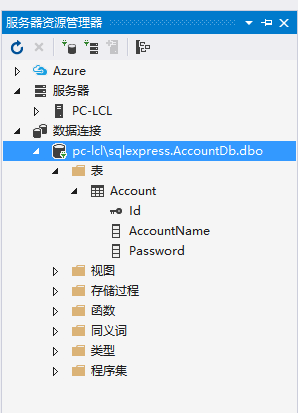 服务器资源管理器
Azure
服务器
PC-LCL
数据连接
pc-lcl\sqlexpress.AccountDb.dbo
表
Account
Id
AccountName
Password
视图
存储过程
函数
同义词
类型
程序集